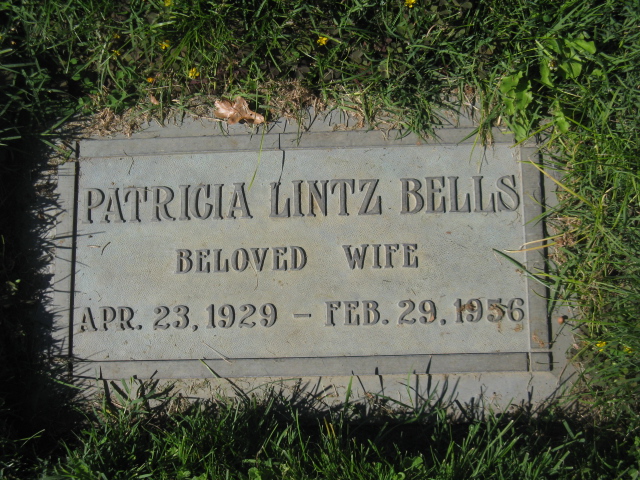 PATRICIA LINTZ BELLS
BELOVED WIFE
APR. 23, 1929 – FEB. 29, 1956